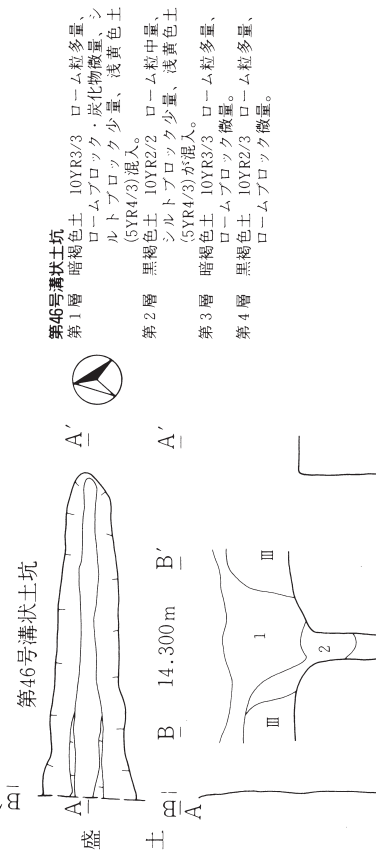 第46号溝状土坑
第1層 暗褐色土 10YR3/3 ローム粒多量、
ロームブロック・炭化物微量、シ
ルトブロック少量、浅黄色土
(5YR4/3)混入。
第2層 黒褐色土 10YR2/2 ローム粒中量、
シルトブロック少量、浅黄色土
(5YR4/3)が混入。
第3層 暗褐色土 10YR3/3 ローム粒多量、
ロームブロック微量。
第4層 黒褐色土 10YR2/3 ローム粒多量、
ロームブロック微量。
第46号溝状土坑
B
A
A′
盛
土
B
B
14.300m
B′
A
A′
Ⅲ
1
2
Ⅲ